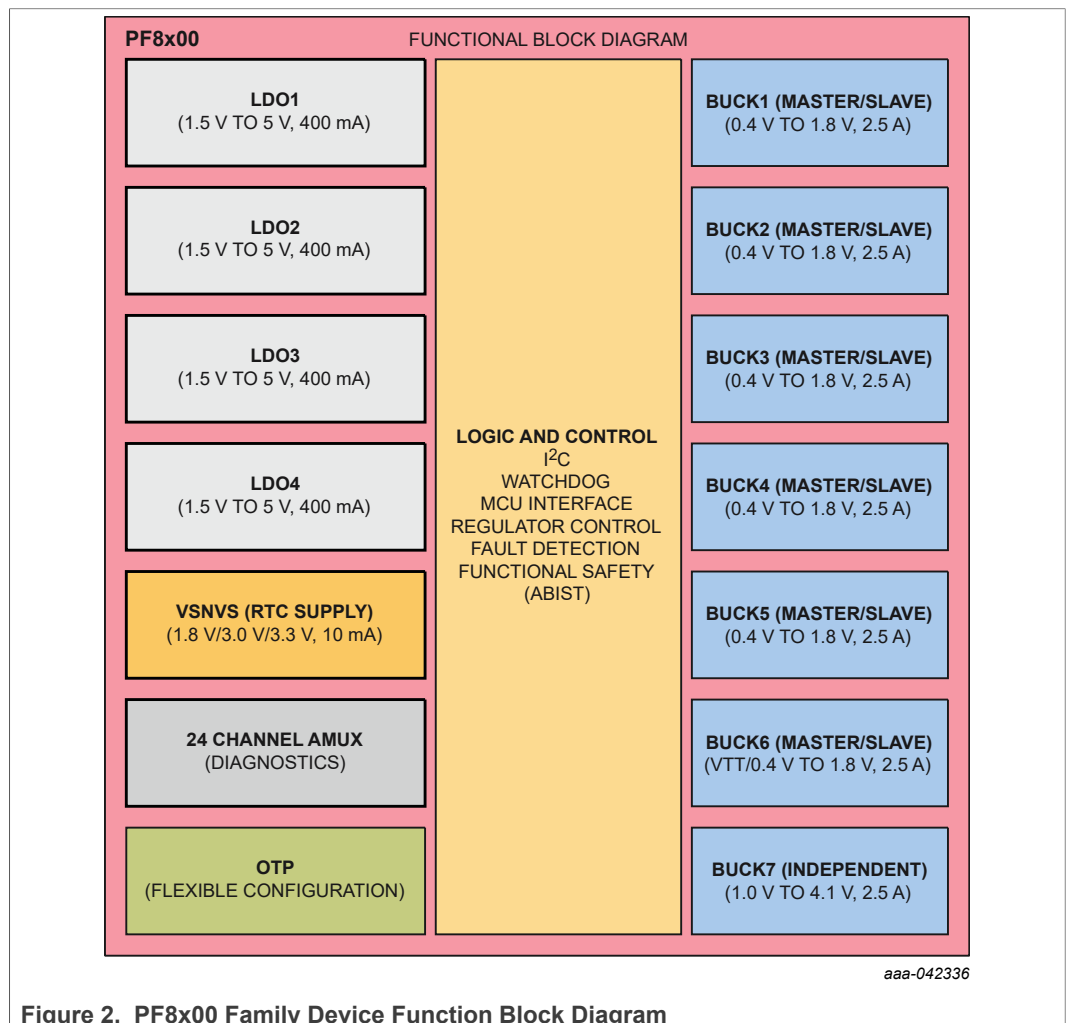 PF8x00
FUNCTIONAL BLOCK DIAGRAM
LDO1
(1.5 V TO 5 V, 400 mA)
LDO2
(1.5 V TO 5 V, 400 mA)
LDO3
(1.5 V TO 5 V, 400 mA)
LDO4
(1.5 V TO 5 V, 400 mA)
VSNVS (RTC SUPPLY)
(1.8 V/3.0 V/3.3 V, 10 mA)
24 CHANNEL AMUX
(DIAGNOSTICS)
OTP
(FLEXIBLE CONFIGURATION)
LOGIC AND CONTROL
I2C
WATCHDOG
MCU INTERFACE
REGULATOR CONTROL
FAULT DETECTION
FUNCTIONAL SAFETY
(ABIST)
BUCK1 (MASTER/SLAVE)
(0.4 V TO 1.8 V, 2.5 A)
BUCK2 (MASTER/SLAVE)
(0.4 V TO 1.8 V, 2.5 A)
BUCK3 (MASTER/SLAVE)
(0.4 V TO 1.8 V, 2.5 A)
BUCK4 (MASTER/SLAVE)
(0.4 V TO 1.8 V, 2.5 A)
BUCK5 (MASTER/SLAVE)
(0.4 V TO 1.8 V, 2.5 A)
BUCK6 (MASTER/SLAVE)
(VTT/0.4 V TO 1.8 V, 2.5 A)
BUCK7 (INDEPENDENT)
(1.0 V TO 4.1 V, 2.5 A)
aaa-042336
Figure 2. PF8x00 Family Device Function Block Diagram